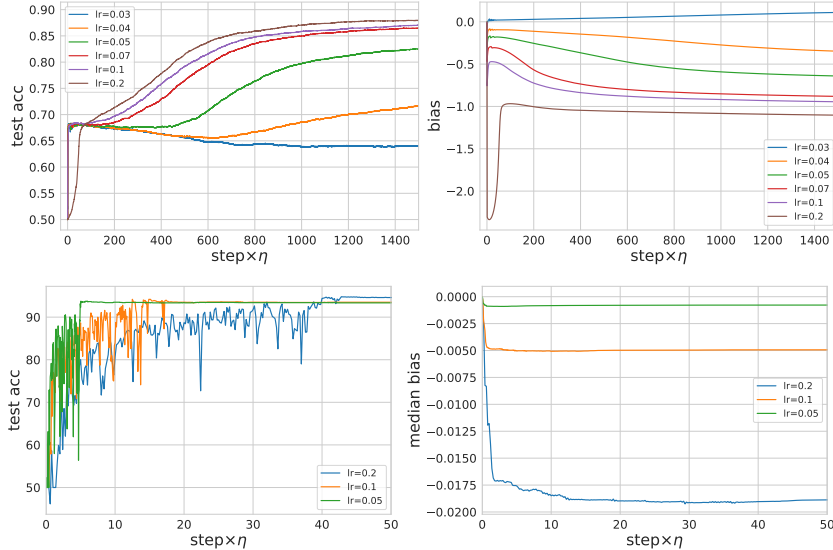 test acc
0.90
0.85
0.80
0.75
0.70
0.65
0.60
0.55
0.50
lr=0.03
lr=0.04
lr=0.05
lr=0.07
lr=0.1
lr=0.2
0 200 400 600 800 1000 1200 1400
step×η
bias
0.0
−0.5
−1.0
−1.5
−2.0
lr=0.03
lr=0.04
lr=0.05
lr=0.07
lr=0.1
lr=0.2
0 200 400 600 800 1000 1200 1400
step×η
test acc
90
80
70
60
50
lr=0.2
lr=0.1
lr=0.05
0 10 20 30 40 50
step×η
median bias
0.0000
−0.0025
−0.0050
−0.0075
−0.0100
−0.0125
−0.0150
−0.0175
−0.0200
lr=0.2
lr=0.1
lr=0.05
0 10 20 30 40 50
step×η